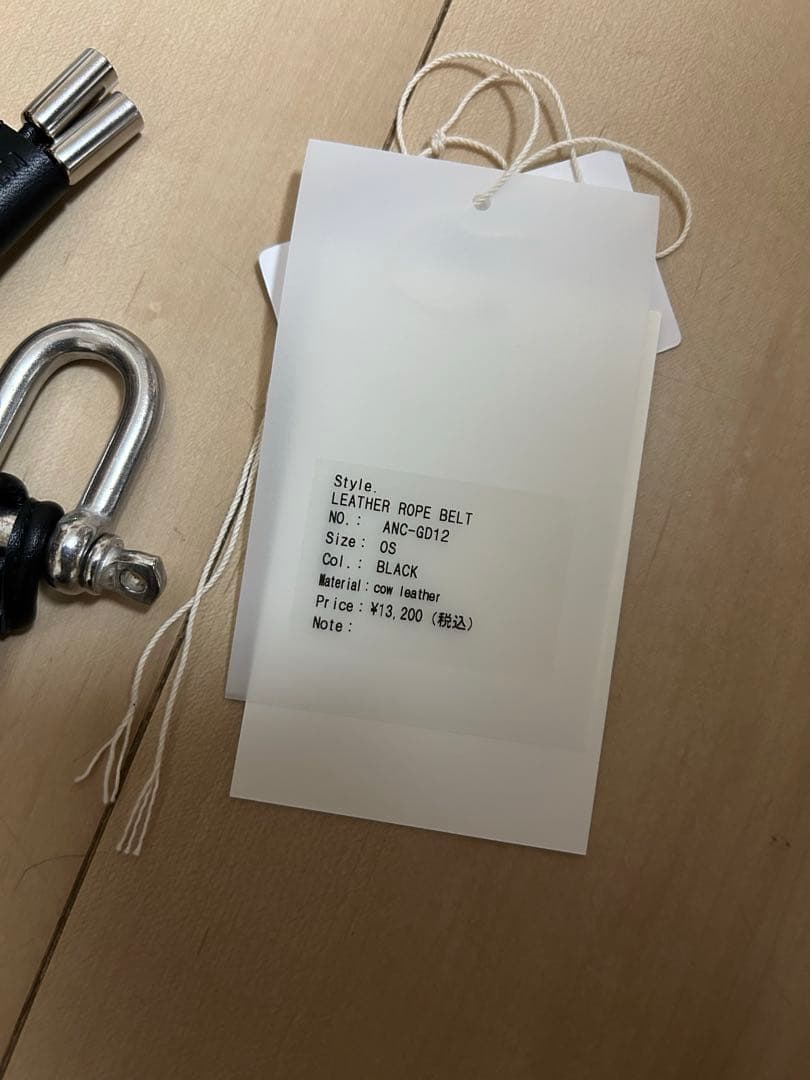 Style.
LEATHER ROPE BELT
NO.: ANC-GD12
Size: OS
Col.: BLACK
Material:cow leather
Price:¥13,200(税込)
Note: